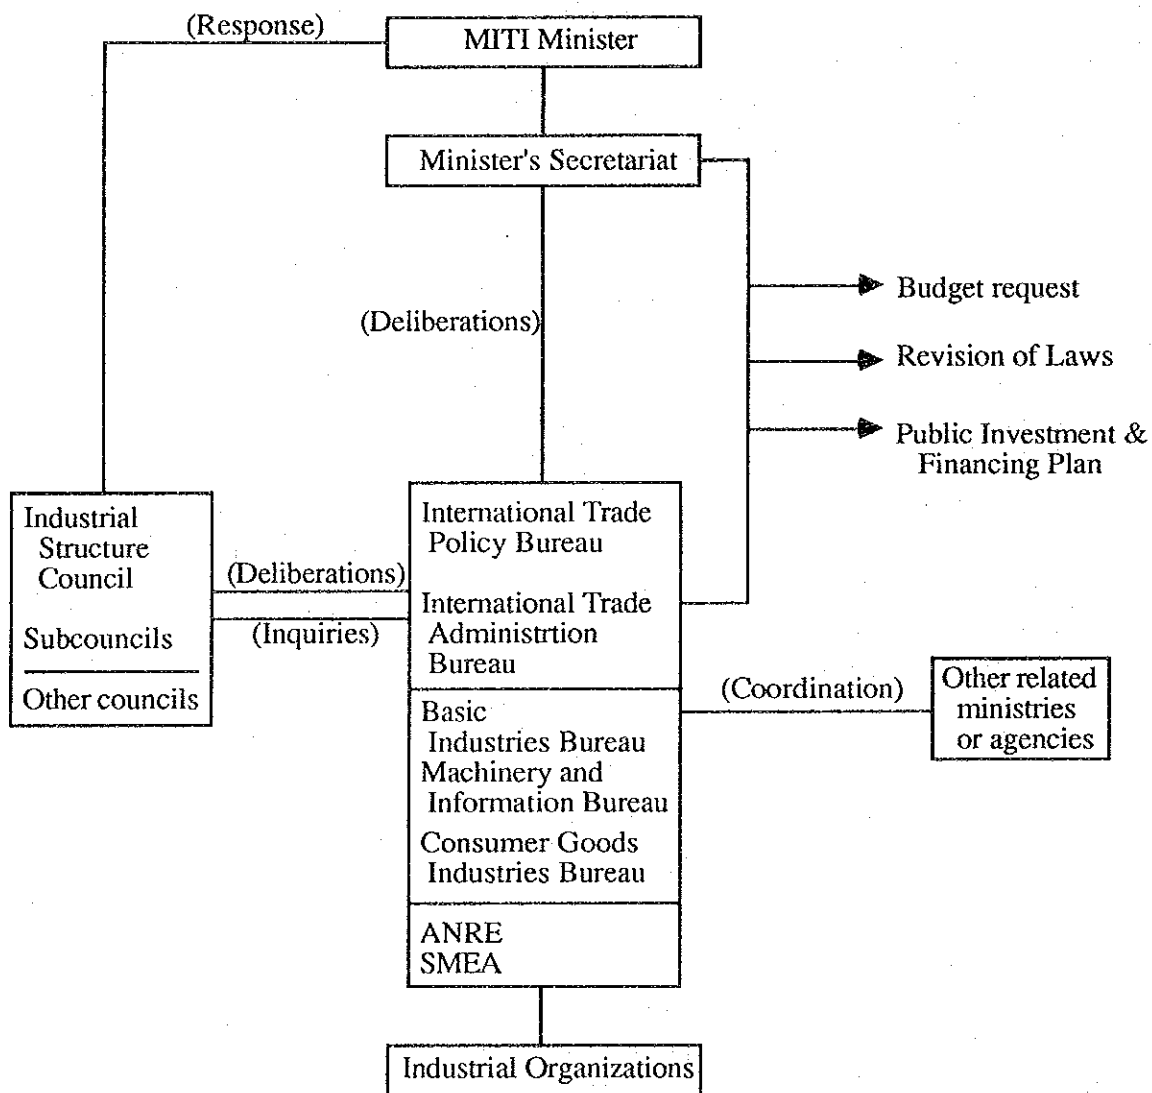 (Response)
MITI Minister
Minister's Secretariat
(Deliberations)
Budget request
Revision of Laws
Public Investment &
Financing Plan
Industrial
Structure
Council
Subcouncils
Other councils
(Deliberations)
(Inquiries)
International Trade
Policy Bureau
International Trade
Administrtion
Bureau
Basic
Industries Bureau
Machinery and
Information Bureau
Consumer Goods
Industries Bureau
ANRE
SMEA
(Coordination)
Other related
ministries
or agencies
Industrial Organizations